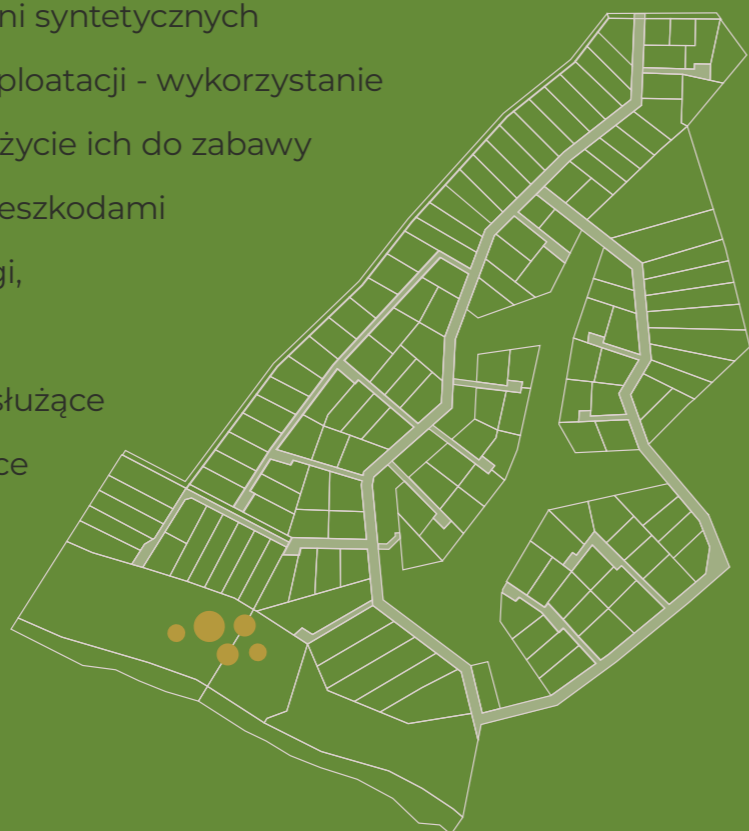 ni syntetycznych
ploatacji - wykorzystanie
życie ich do zabawy
eszkodami
gi,
służące
ce